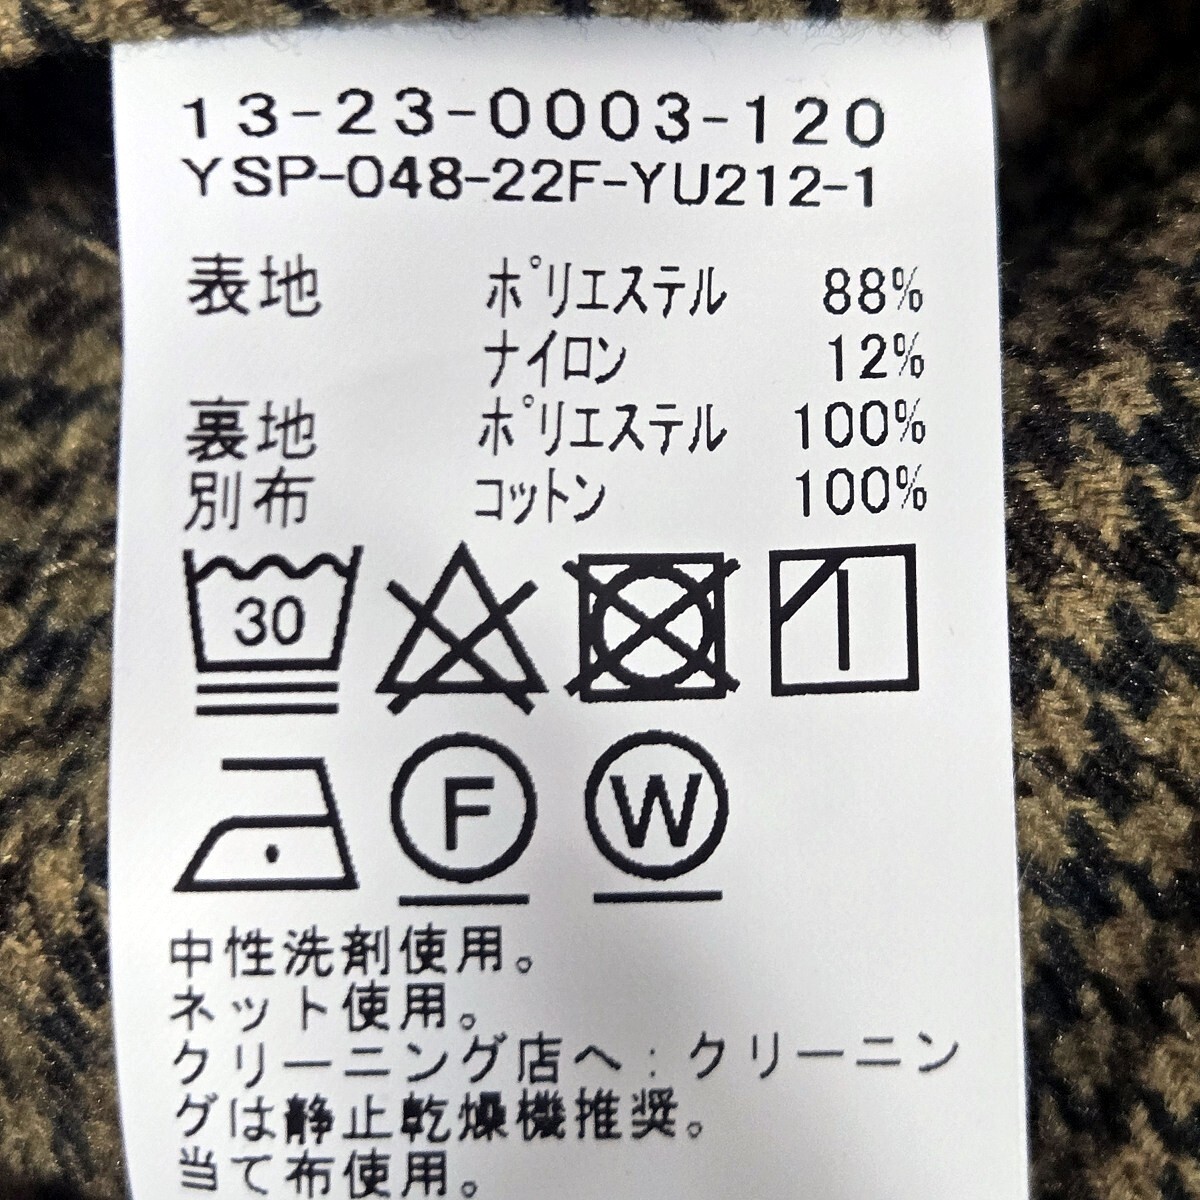 13-23-0003-120
YSP-048-22F-YU212-1
表地 ポリエステル 88%
ナイロン 12%
裏地 ポリエステル 100%
別布 コットン 100%
30
F W
中性洗剤使用。
ネット使用。
クリーニング店へ:クリーニン
グは静止乾燥機推奨。
当て布使用。